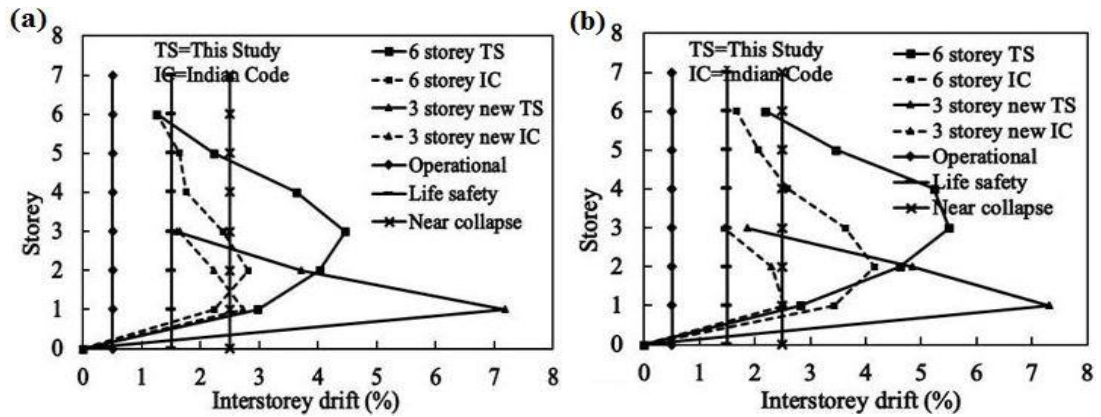 (a)
TS=This Study
IC=Indian Code
6 storey TS
6 storey IC
3 storey new TS
3 storey new IC
Operational
Life safety
Near collapse
Storey
8
7
6
5
4
3
2
1
0
0 1 2 3 4 5 6 7 8
Interstorey drift (%)
(b)
TS=This Study
IC=Indian Code
6 storey TS
6 storey IC
3 storey new TS
3 storey new IC
Operational
Life safety
Near collapse
Storey
8
7
6
5
4
3
2
1
0
0 1 2 3 4 5 6 7 8
Interstorey drift (%)